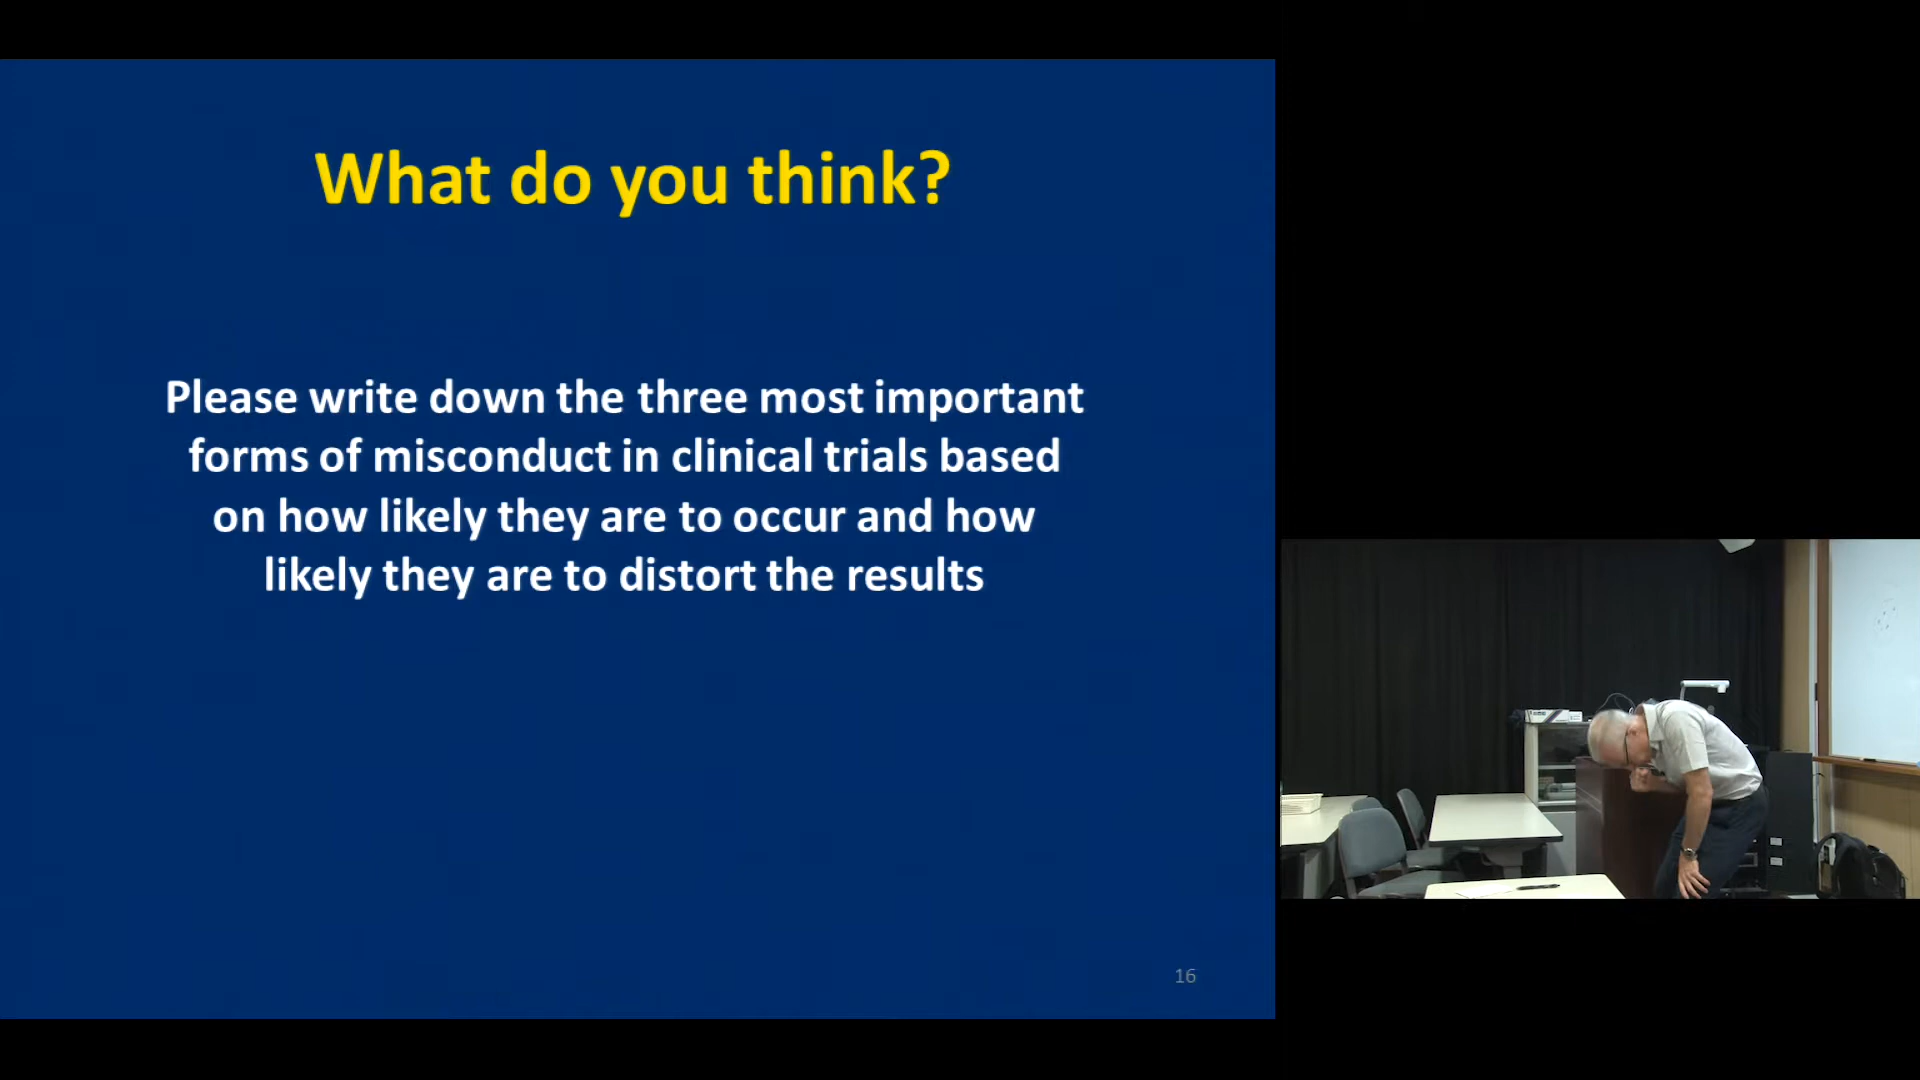 What do you think?
Please write down the three most important
forms of misconduct in clinical trials based
on how likely they are to occur and how
likely they are to distort the results
16